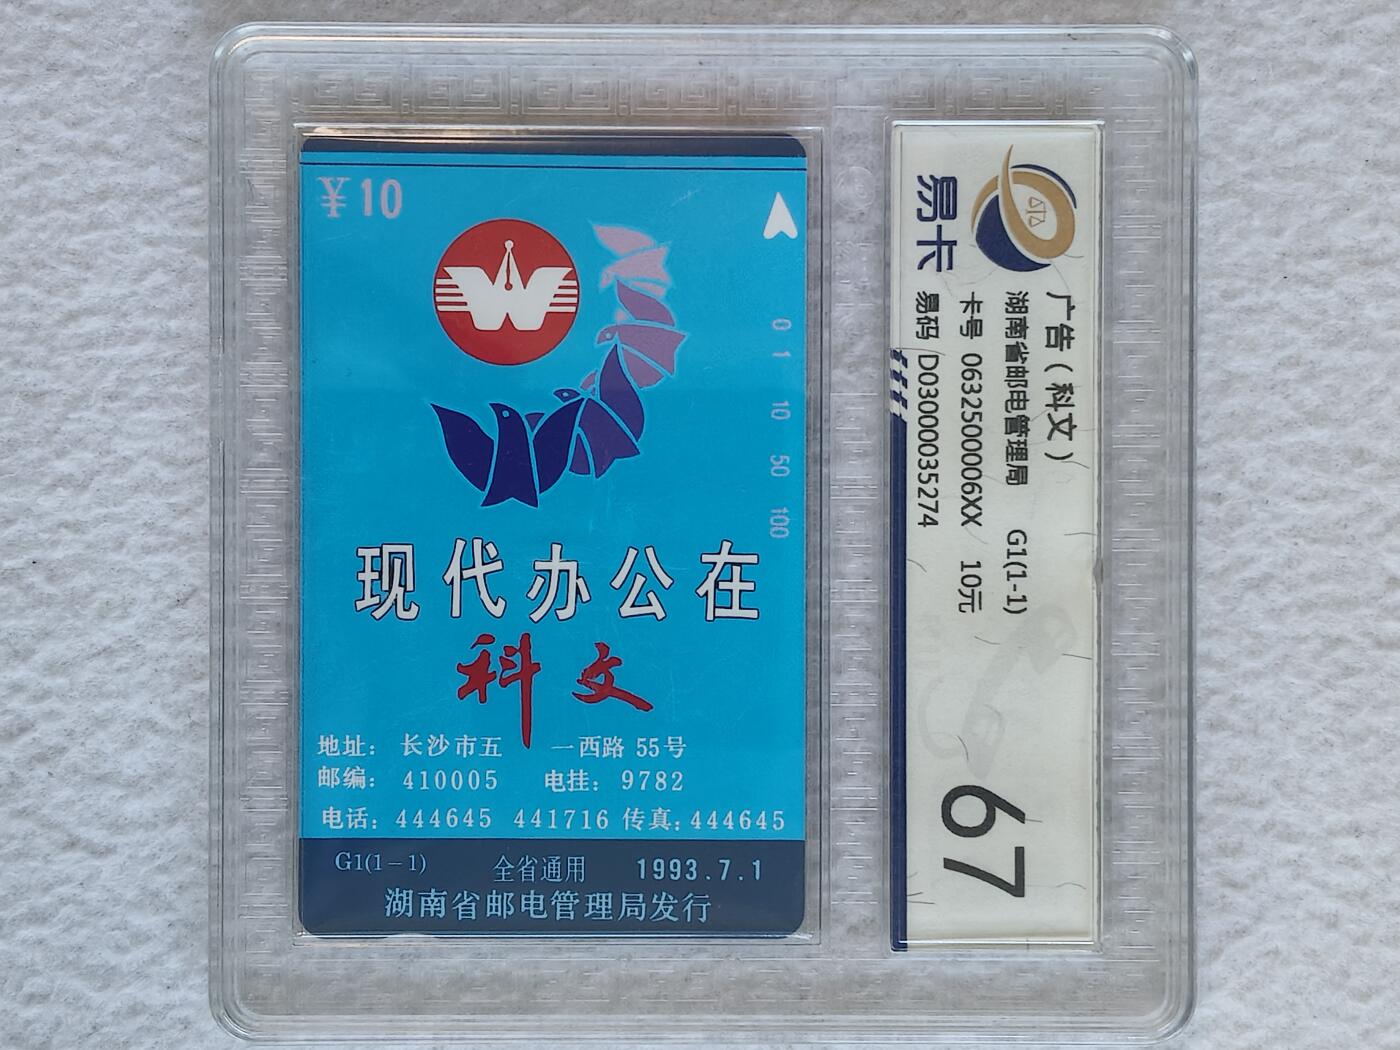 ¥10
W
0
1
10
50
100
现代办公在
科文
地址：长沙市五一西路 55号
邮编：410005 电挂：9782
电话：444645 441716 传真：444645
G1(1-1) 全省通用 1993.7.1
湖南省邮电管理局发行
易卡
广告（科文）
湖南省邮电管理局 G1(1-1)
卡号 0632500006XX 10元
易码 D0300035274
67